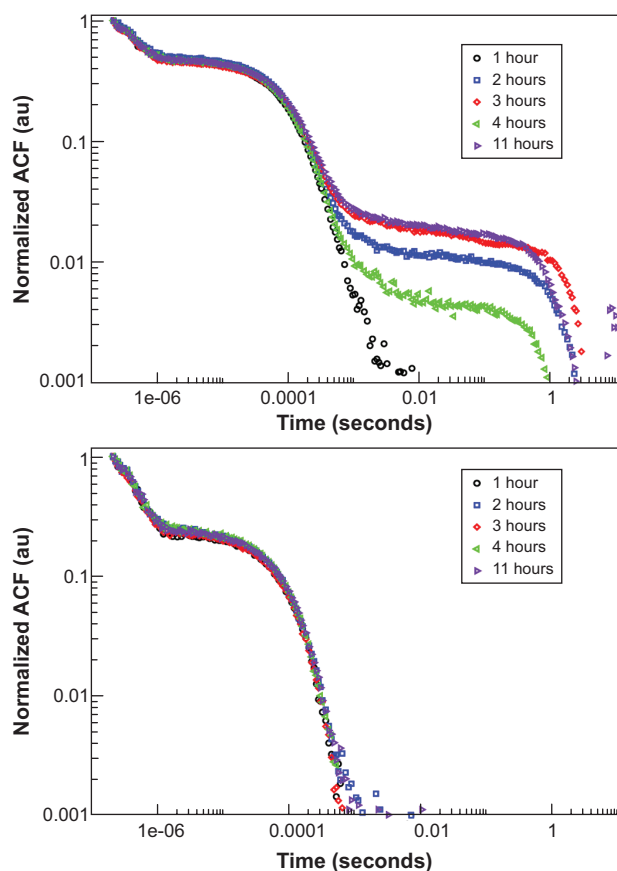 1
0.1
0.01
0.001
Normalized ACF (au)
1 hour
2 hours
3 hours
4 hours
11 hours
1e-06
0.0001
0.01
1
Time (seconds)
1
0.1
0.01
0.001
Normalized ACF (au)
1 hour
2 hours
3 hours
4 hours
11 hours
1e-06
0.0001
0.01
1
Time (seconds)